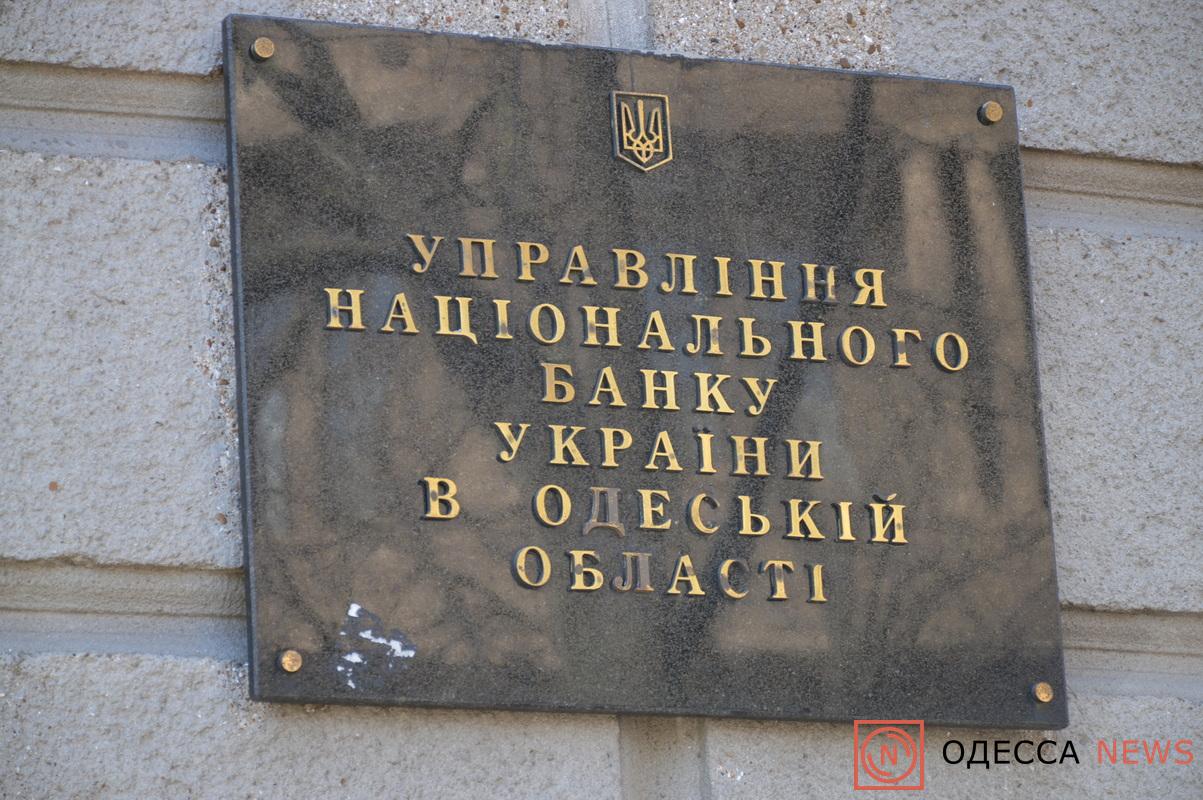 УПРАВЛІННЯ
НАЦІОНАЛЬНОГО
БАНКУ
УКРАЇНИ
В ОДЕСЬКІЙ
ОБЛАСТІ
N ОДЕССА NEWS